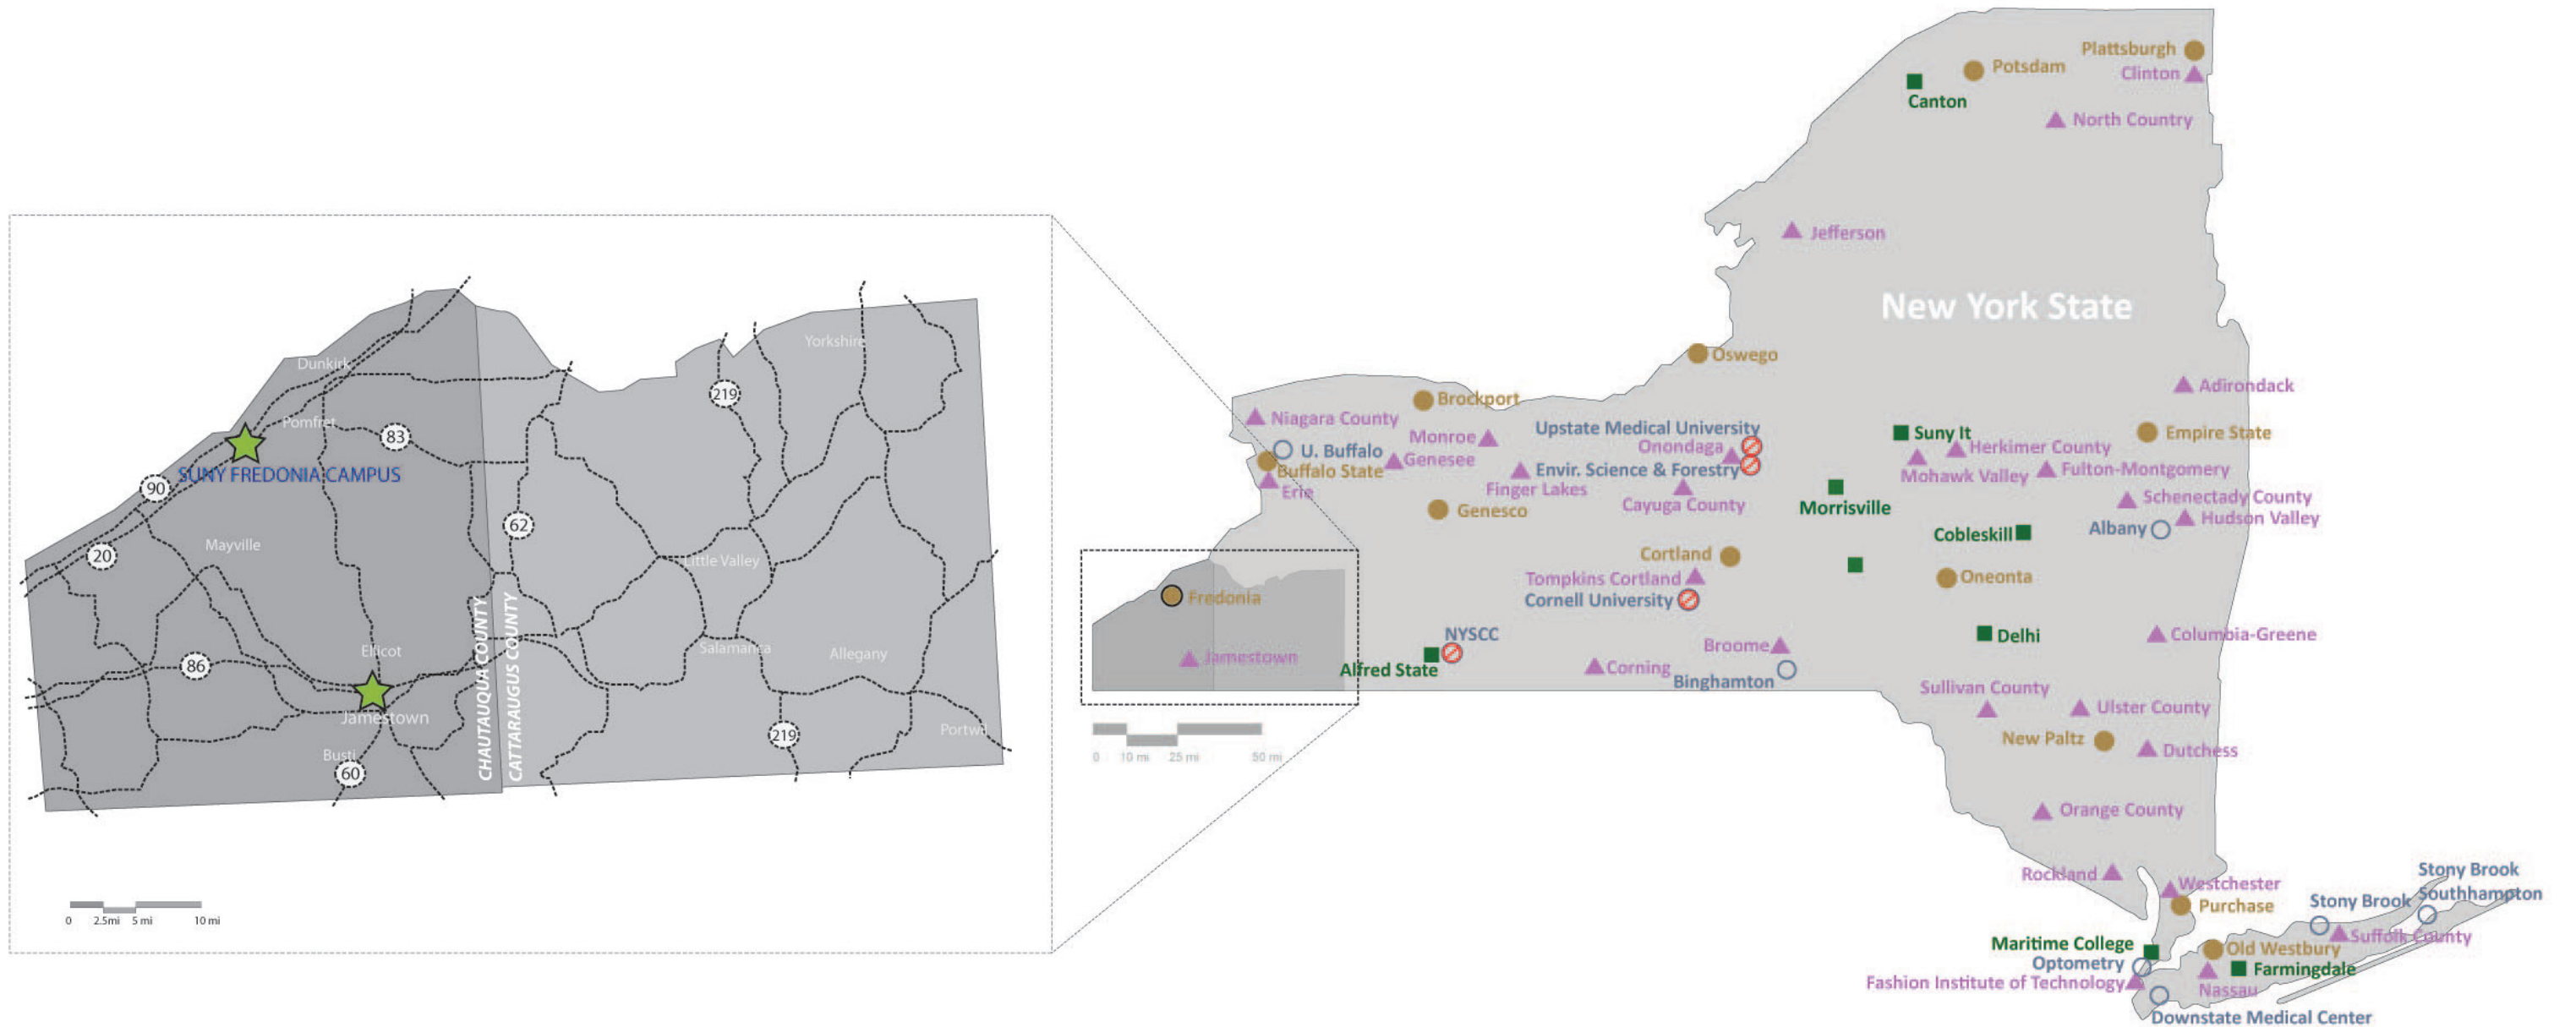 Dunkirk
Yorkshire
219
Pomfret
83
SUNY FREDONIA CAMPUS
90
62
20
Mayville
Little Valley
CHAUTAUQUA COUNTY
CATTARAUGUS COUNTY
Ellicot
86
Salamanca
Allegany
Jamestown
219
Portwil
Busti
60
0 2.5mi 5 mi 10 mi
Plattsburgh
Potsdam
Clinton
Canton
North Country
Jefferson
New York State
Oswego
Adirondack
Brockport
Niagara County
Upstate Medical University
Suny It
Empire State
Monroe
Onondaga
Herkimer County
U. Buffalo
Genesee
Buffalo State
Envir. Science & Forestry
Mohawk Valley
Fulton-Montgomery
Erie
Finger Lakes
Cayuga County
Schenectady County
Genesco
Morrisville
Hudson Valley
Albany
Cobleskill
Cortland
Tompkins Cortland
Oneonta
Fredonia
Cornell University
NYSCC
Delhi
Columbia-Greene
Broome
Jamestown
Alfred State
Corning
Binghamton
Sullivan County
Ulster County
New Paltz
Dutchess
0 10 mi 25 mi 50 mi
Orange County
Rockland
Westchester
Purchase
Stony Brook
Southhampton
Stony Brook
Suffolk County
Maritime College
Old Westbury
Optometry
Farmingdale
Fashion Institute of Technology
Nassau
Downstate Medical Center